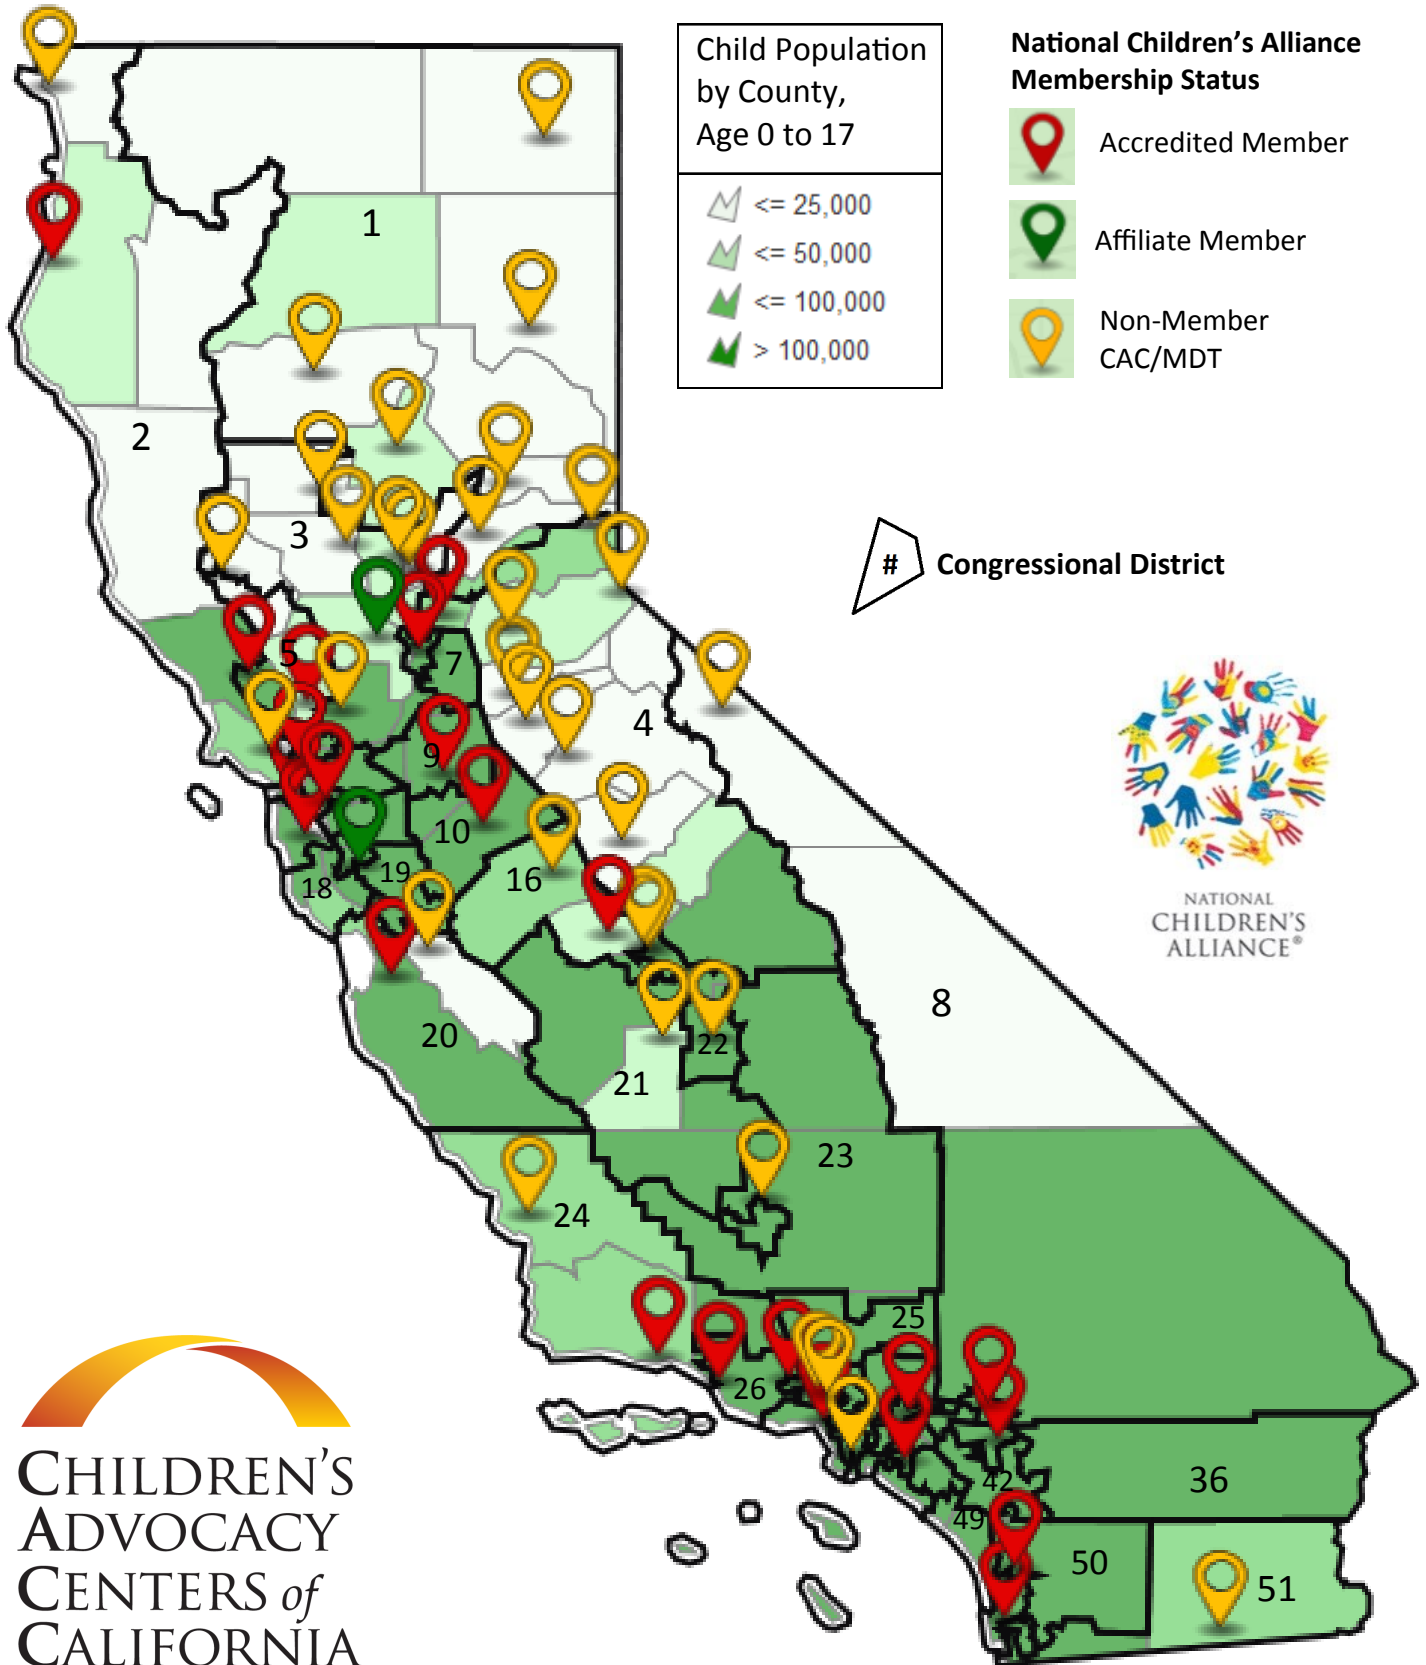 Child Population
by County,
Age 0 to 17
<= 25,000
<= 50,000
<= 100,000
> 100,000
National Children's Alliance
Membership Status
Accredited Member
Affiliate Member
Non-Member
CAC/MDT
# Congressional District
1
2
3
5
7
4
9
10
16
19
18
8
20
22
21
23
24
25
26
42
36
49
50
51
NATIONAL
CHILDREN'S
ALLIANCE®
CHILDREN'S
ADVOCACY
CENTERS of
CALIFORNIA